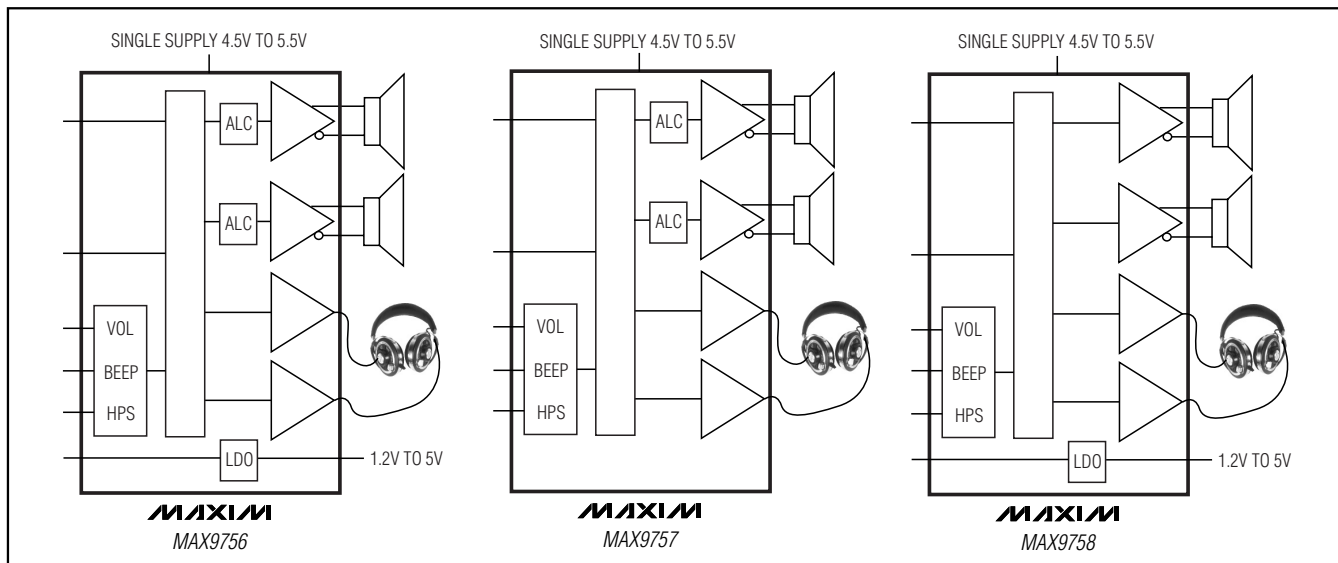 SINGLE SUPPLY 4.5V TO 5.5V
ALC
ALC
VOL
BEEP
HPS
LDO
1.2V TO 5V
MAXIM
MAX9756
SINGLE SUPPLY 4.5V TO 5.5V
ALC
ALC
VOL
BEEP
HPS
MAXIM
MAX9757
SINGLE SUPPLY 4.5V TO 5.5V
VOL
BEEP
HPS
LDO
1.2V TO 5V
MAXIM
MAX9758